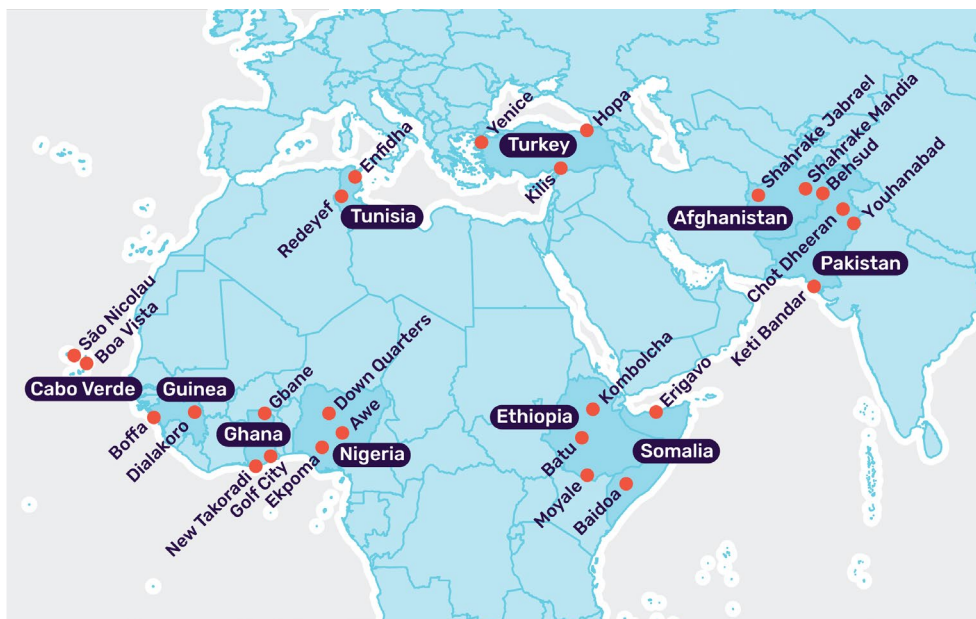 Yenice
Hopa
Turkey
Kilis
Enfidha
Redeyef
Tunisia
Shahrake Jabrael
Shahrake Mahdia
Behsud
Youhanabad
Afghanistan
Chot Dheeran
Pakistan
Keti Bandar
São Nicolau
Boa Vista
Cabo Verde
Guinea
Boffa
Dialakoro
Gbane
Ghana
New Takoradi
Golf City
Down Quarters
Awe
Ekpoma
Nigeria
Kombolcha
Ethiopia
Batu
Moyale
Erigavo
Somalia
Baidoa